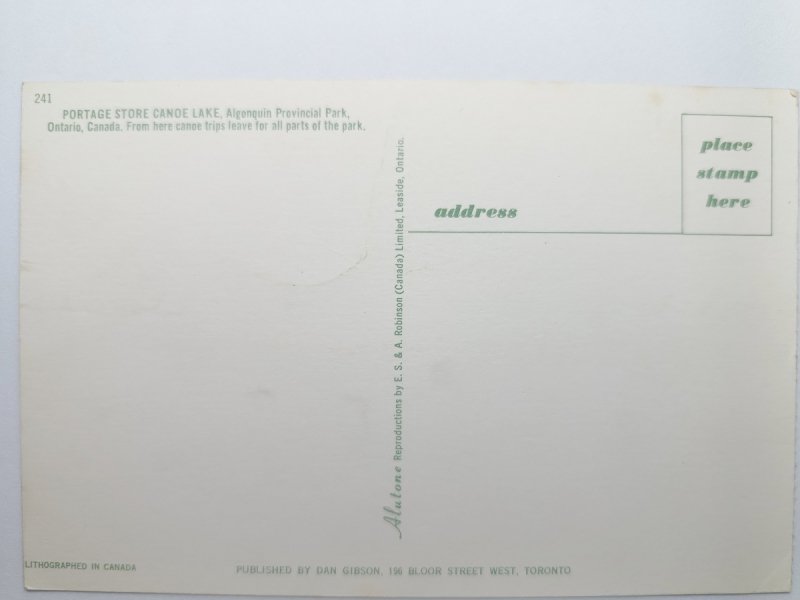 241
PORTAGE STORE CANOE LAKE, Algonquin Provincial Park,
Ontario, Canada. From here canoe trips leave for all parts of the park.
Alutone Reproductions by E. S. & A. Robinson (Canada) Limited, Leaside, Ontario.
address
place
stamp
here
LITHOGRAPHED IN CANADA
PUBLISHED BY DAN GIBSON, 196 BLOOR STREET WEST, TORONTO